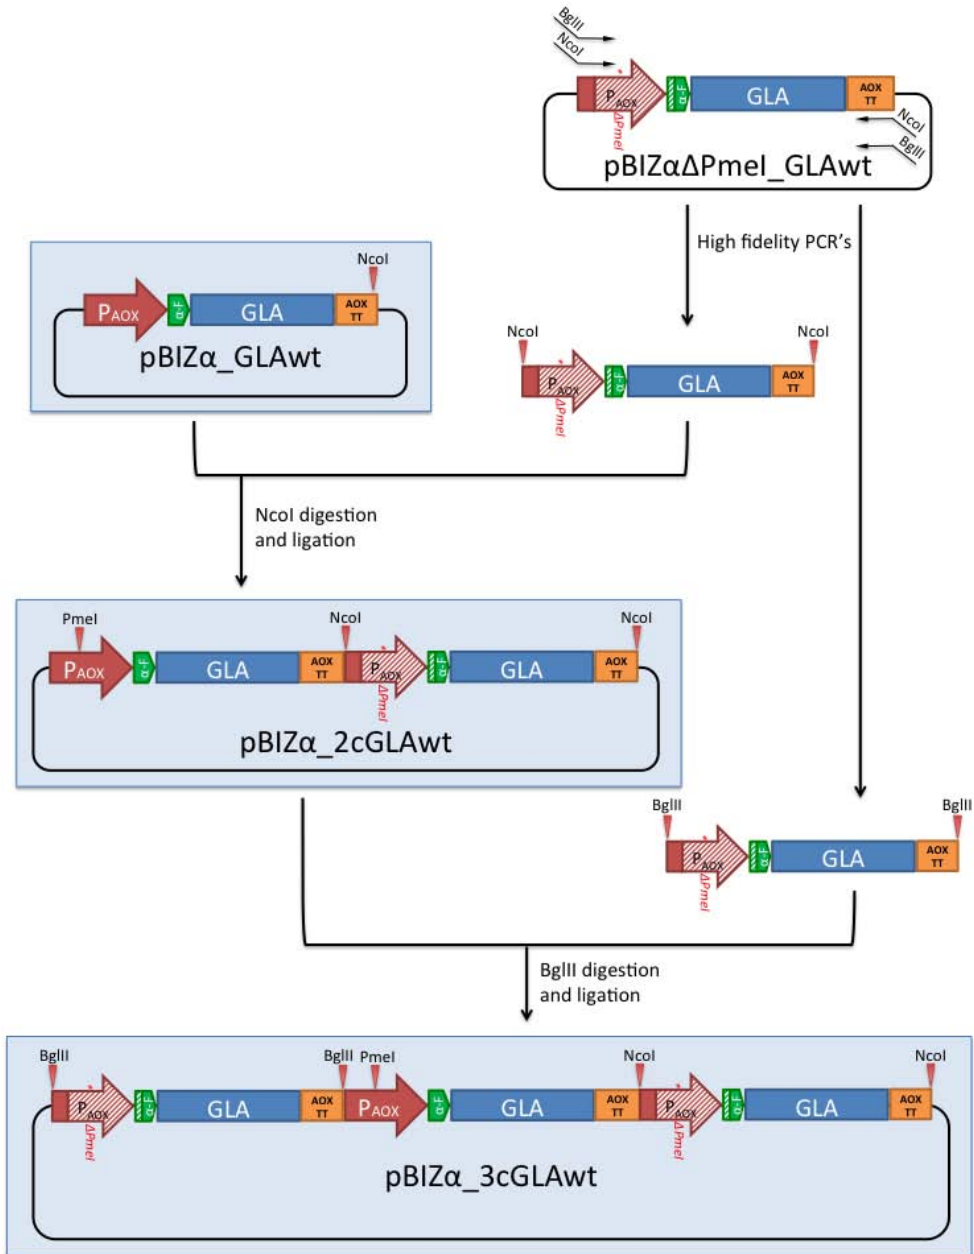 BglII
NcoI
*
PAOX
ΔPmeI
α-F
GLA
AOX
TT
NcoI
BglII
pBIZαΔPmeI_GLAwt
High fidelity PCR's
NcoI
PAOX
α-F
GLA
AOX
TT
pBIZα_GLAwt
NcoI
NcoI
*
PAOX
ΔPmeI
α-F
GLA
AOX
TT
NcoI digestion
and ligation
PmeI
NcoI
NcoI
PAOX
α-F
GLA
AOX
TT
*
PAOX
ΔPmeI
α-F
GLA
AOX
TT
pBIZα_2cGLAwt
BglII
BglII
*
PAOX
ΔPmeI
α-F
GLA
AOX
TT
BglII digestion
and ligation
BglII
BglII
PmeI
NcoI
NcoI
*
PAOX
ΔPmeI
α-F
GLA
AOX
TT
PAOX
α-F
GLA
AOX
TT
*
PAOX
ΔPmeI
α-F
GLA
AOX
TT
pBIZα_3cGLAwt